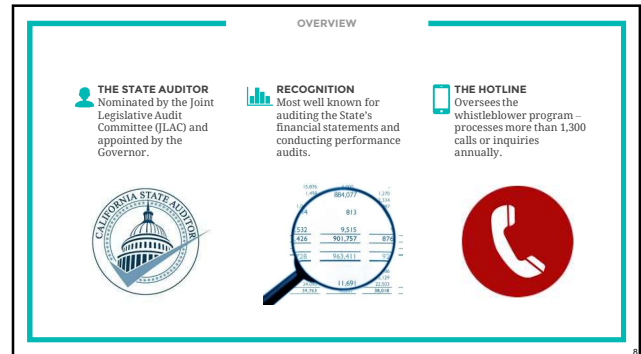 OVERVIEW
THE STATE AUDITOR
Nominated by the Joint
Legislative Audit
Committee (JLAC) and
appointed by the
Governor.
RECOGNITION
Most well known for
auditing the State's
financial statements and
conducting performance
audits.
THE HOTLINE
Oversees the
whistleblower program –
processes more than 1,300
calls or inquiries
annually.
CALIFORNIA STATE AUDITOR
884,077
813
9,515
901,757
963,411
11,691
8